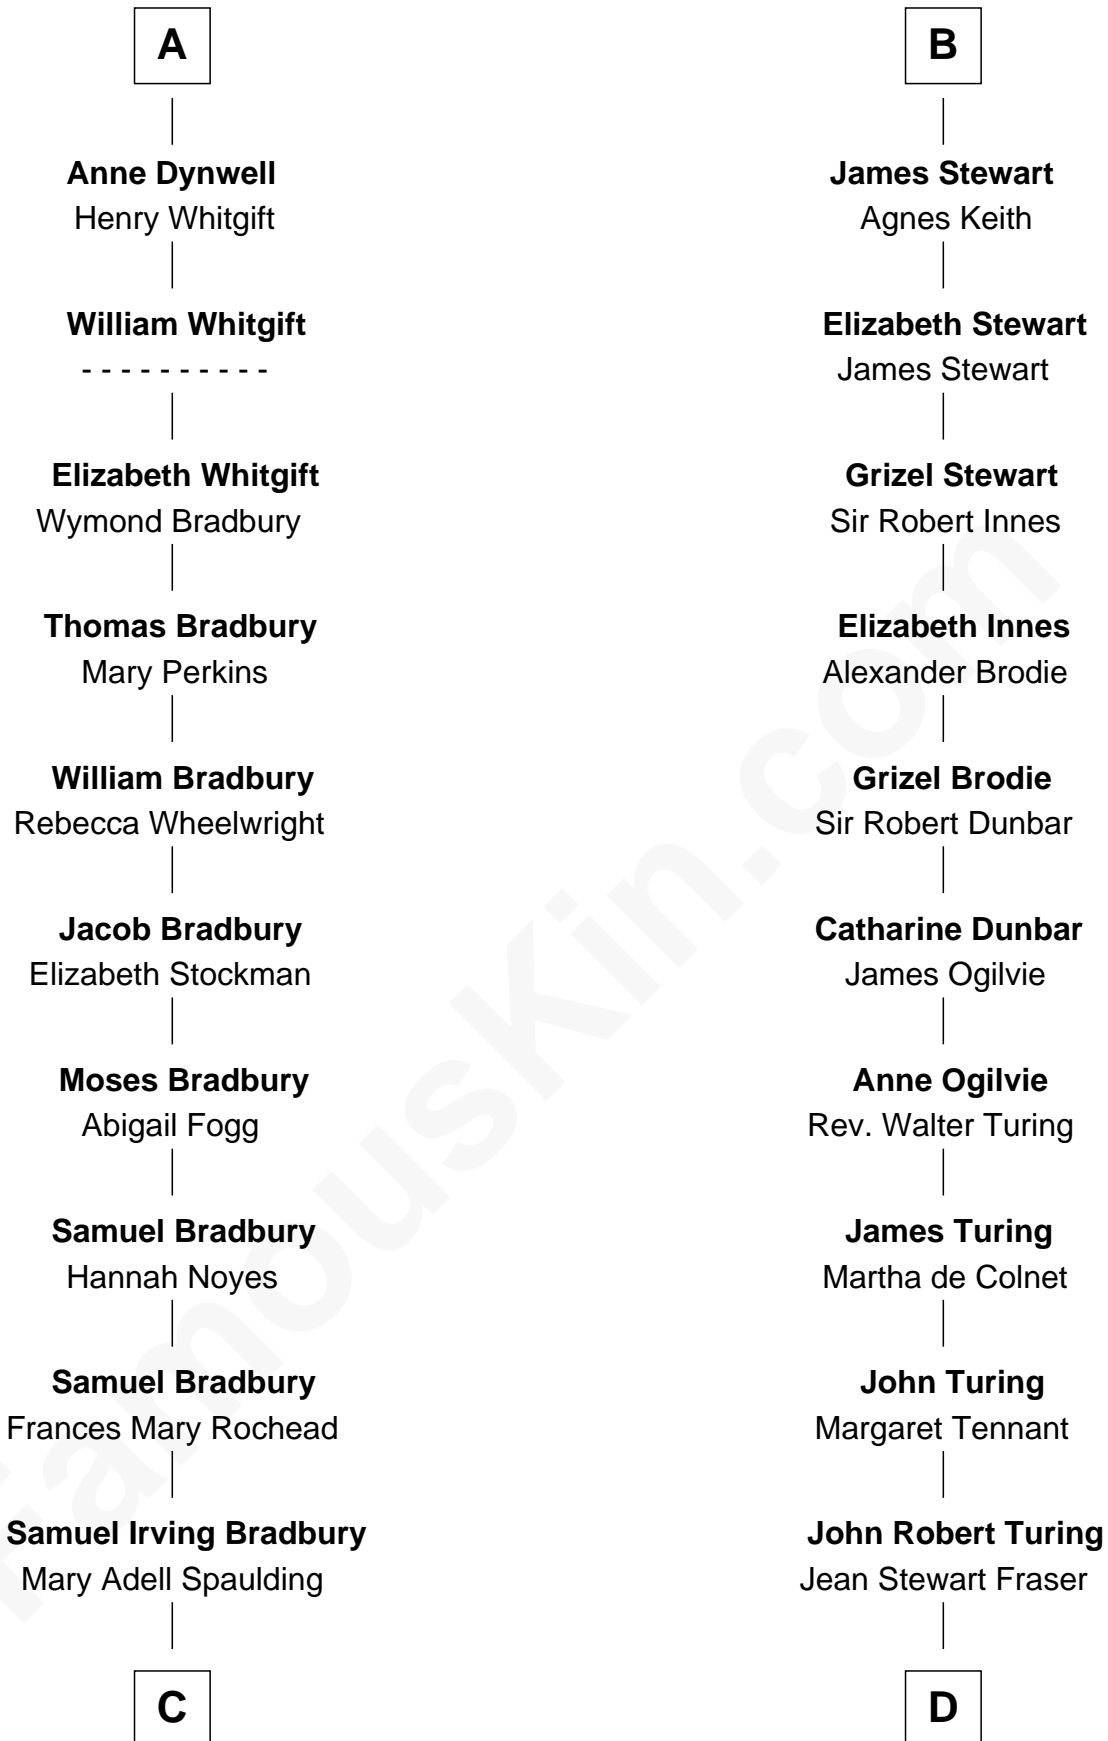 A
Anne Dynwell
Henry Whitgift
William Whitgift
- - - - - - - - - -
Elizabeth Whitgift
Wymond Bradbury
Thomas Bradbury
Mary Perkins
William Bradbury
Rebecca Wheelwright
Jacob Bradbury
Elizabeth Stockman
Moses Bradbury
Abigail Fogg
Samuel Bradbury
Hannah Noyes
Samuel Bradbury
Frances Mary Rochead
Samuel Irving Bradbury
Mary Adell Spaulding
C
B
James Stewart
Agnes Keith
Elizabeth Stewart
James Stewart
Grizel Stewart
Sir Robert Innes
Elizabeth Innes
Alexander Brodie
Grizel Brodie
Sir Robert Dunbar
Catharine Dunbar
James Ogilvie
Anne Ogilvie
Rev. Walter Turing
James Turing
Martha de Colnet
John Turing
Margaret Tennant
John Robert Turing
Jean Stewart Fraser
D
FamousKin.com